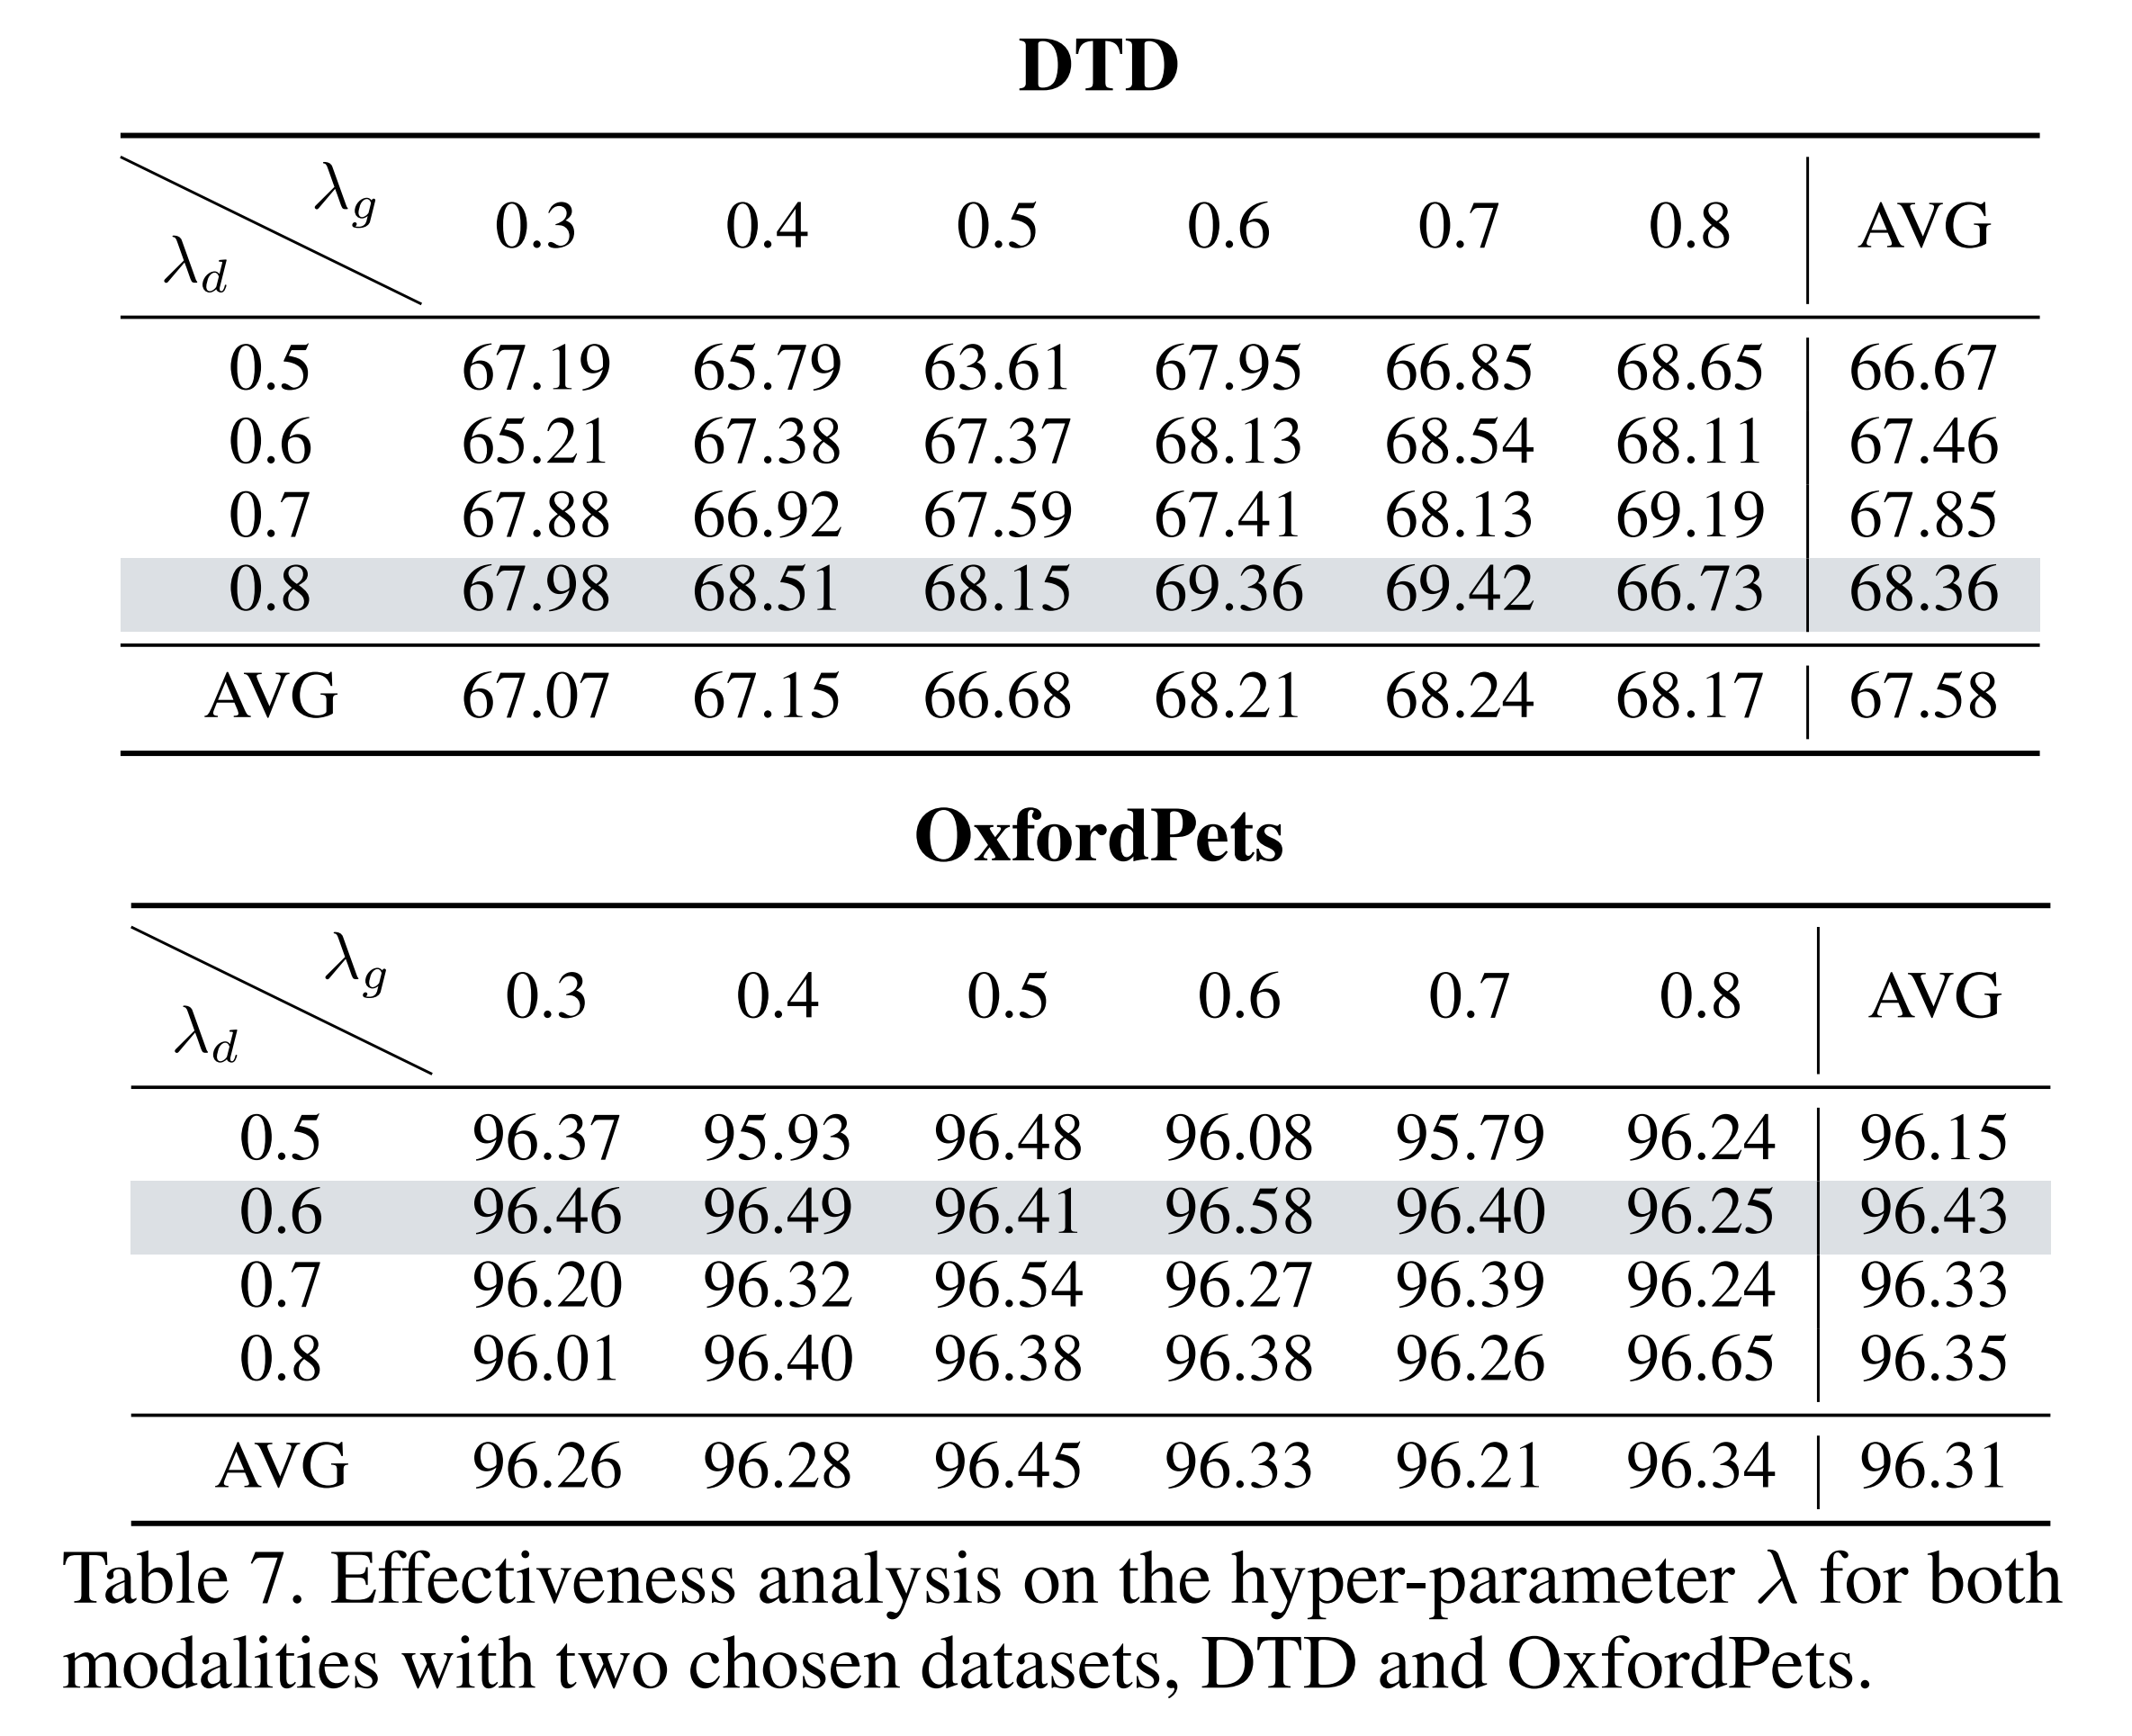 DTD
λg
λd
0.3 0.4 0.5 0.6 0.7 0.8 AVG
0.5 67.19 65.79 63.61 67.95 66.85 68.65 66.67
0.6 65.21 67.38 67.37 68.13 68.54 68.11 67.46
0.7 67.88 66.92 67.59 67.41 68.13 69.19 67.85
0.8 67.98 68.51 68.15 69.36 69.42 66.73 68.36
AVG 67.07 67.15 66.68 68.21 68.24 68.17 67.58
OxfordPets
λg
λd
0.3 0.4 0.5 0.6 0.7 0.8 AVG
0.5 96.37 95.93 96.48 96.08 95.79 96.24 96.15
0.6 96.46 96.49 96.41 96.58 96.40 96.25 96.43
0.7 96.20 96.32 96.54 96.27 96.39 96.24 96.33
0.8 96.01 96.40 96.38 96.38 96.26 96.65 96.35
AVG 96.26 96.28 96.45 96.33 96.21 96.34 96.31
Table 7. Effectiveness analysis on the hyper-parameter λ for both
modalities with two chosen datasets, DTD and OxfordPets.